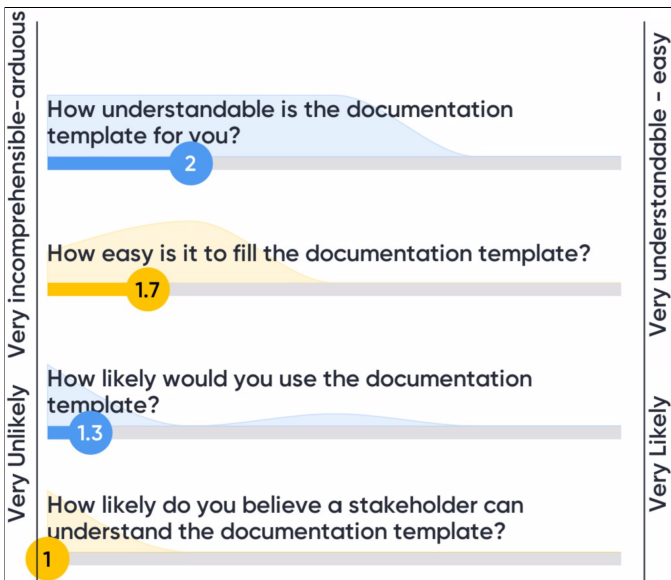 Very incomprehensible-arduous
Very Unlikely
How understandable is the documentation
template for you?
2
How easy is it to fill the documentation template?
1.7
How likely would you use the documentation
template?
1.3
How likely do you believe a stakeholder can
understand the documentation template?
1
Very understandable - easy
Very Likely